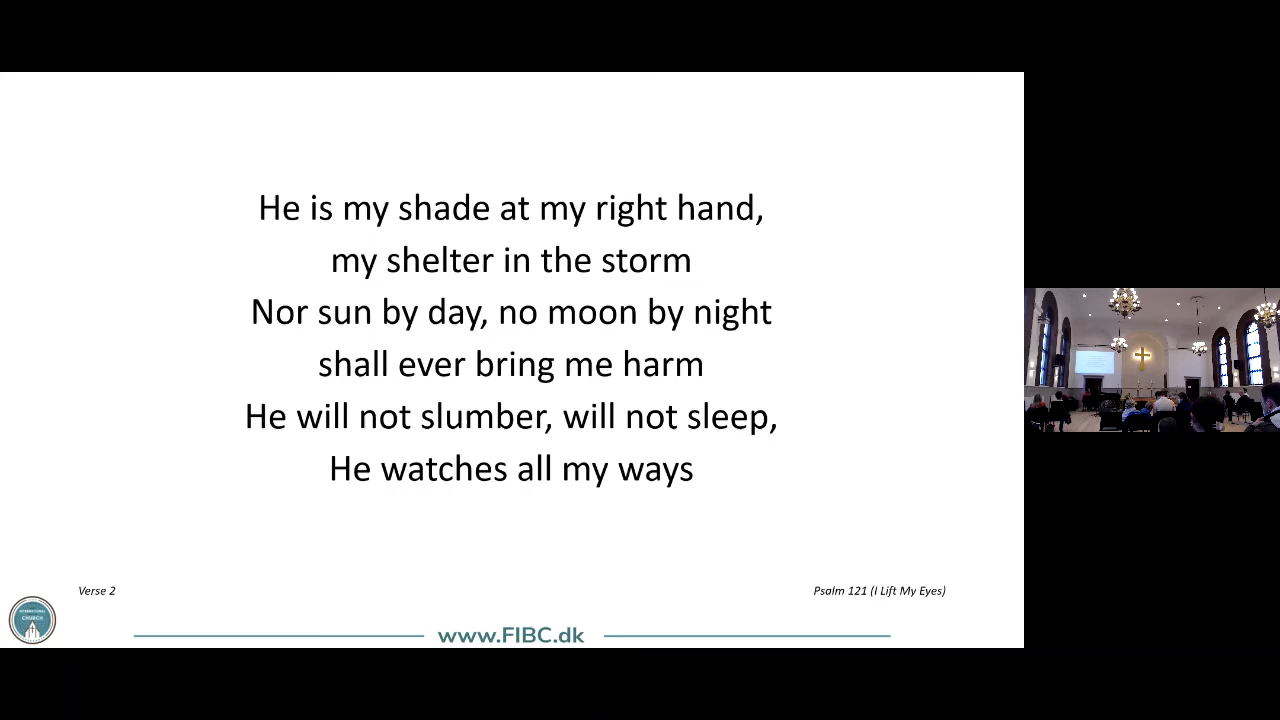 He is my shade at my right hand,
my shelter in the storm
Nor sun by day, no moon by night
shall ever bring me harm
He will not slumber, will not sleep,
He watches all my ways
Verse 2
Psalm 121 (I Lift My Eyes)
INTERNATIONAL
CHURCH
www.FIBC.dk